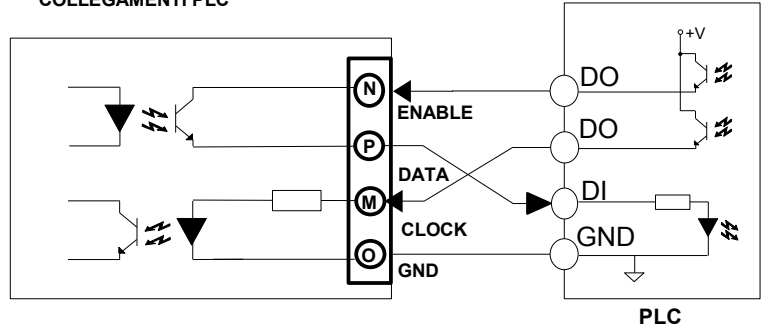 COLLEGAMENTI PLC
+V
N
DO
ENABLE
DO
P
DATA
DI
M
CLOCK
GND
O
GND
PLC